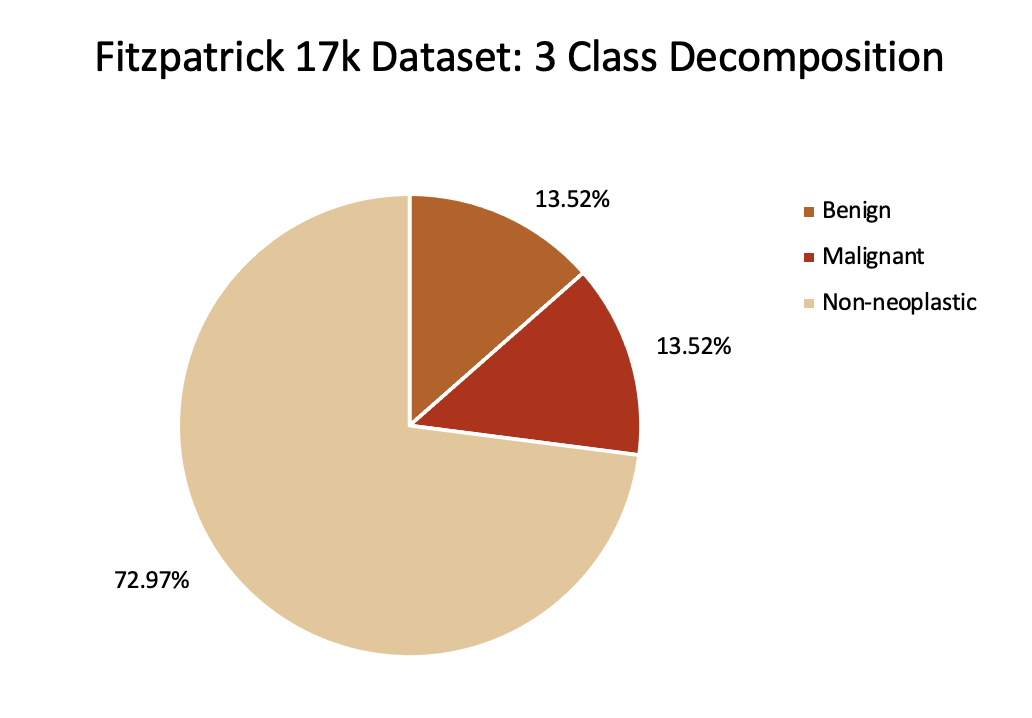 Fitzpatrick 17k Dataset: 3 Class Decomposition
13.52%
Benign
Malignant
Non-neoplastic
13.52%
72.97%